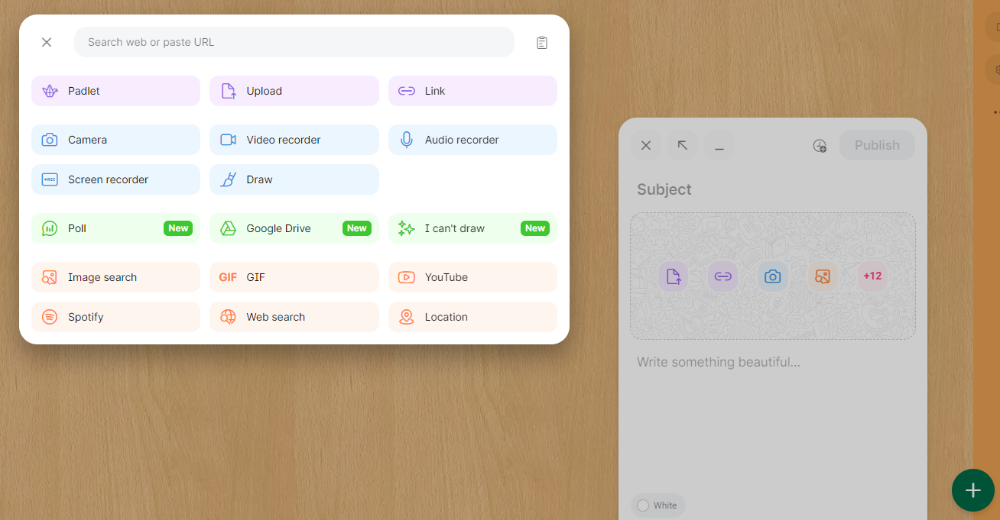 Search web or paste URL
Padlet
Upload
Link
Camera
Video recorder
Audio recorder
REC
Screen recorder
Draw
Poll
New
Google Drive
New
I can't draw
New
Image search
GIF
GIF
YouTube
Spotify
Web search
Location
Publish
Subject
+12
Write something beautiful...
White